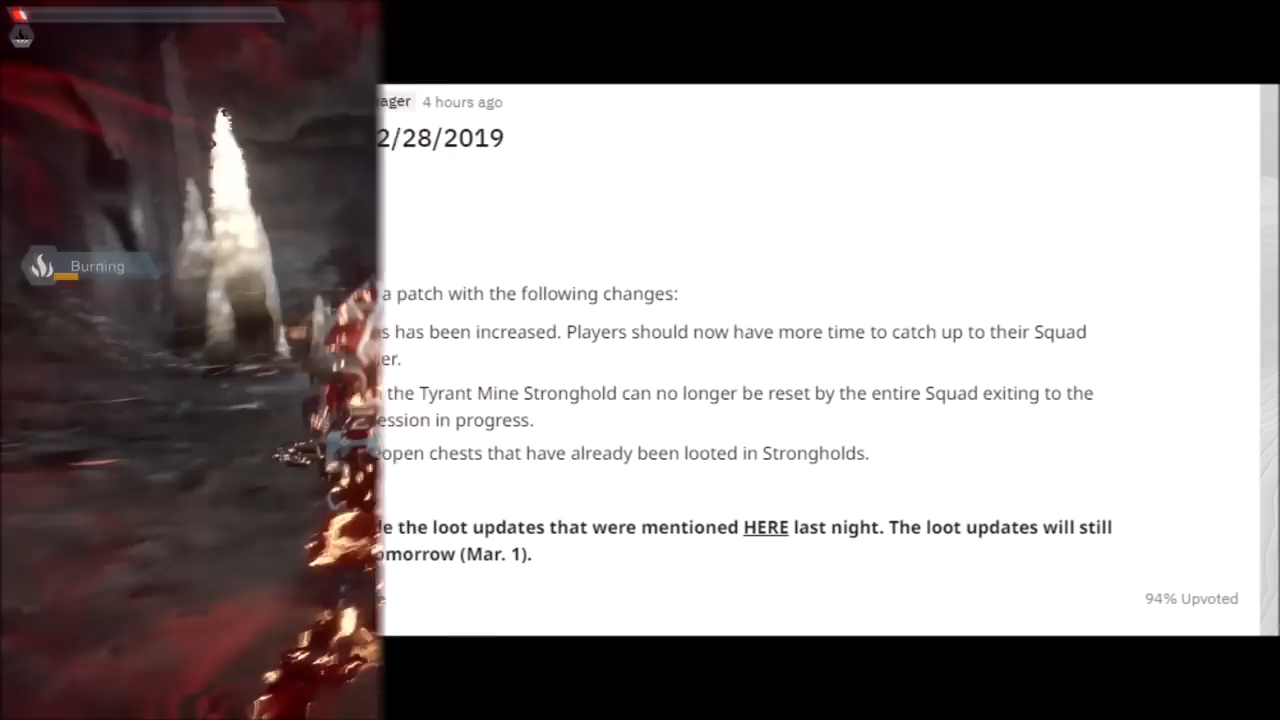 ager 4 hours ago
2/28/2019
Burning
a patch with the following changes:
s has been increased. Players should now have more time to catch up to their Squad
er.
the Tyrant Mine Stronghold can no longer be reset by the entire Squad exiting to the
ession in progress.
eopen chests that have already been looted in Strongholds.
e the loot updates that were mentioned HERE last night. The loot updates will still
omorrow (Mar. 1).
94% Upvoted